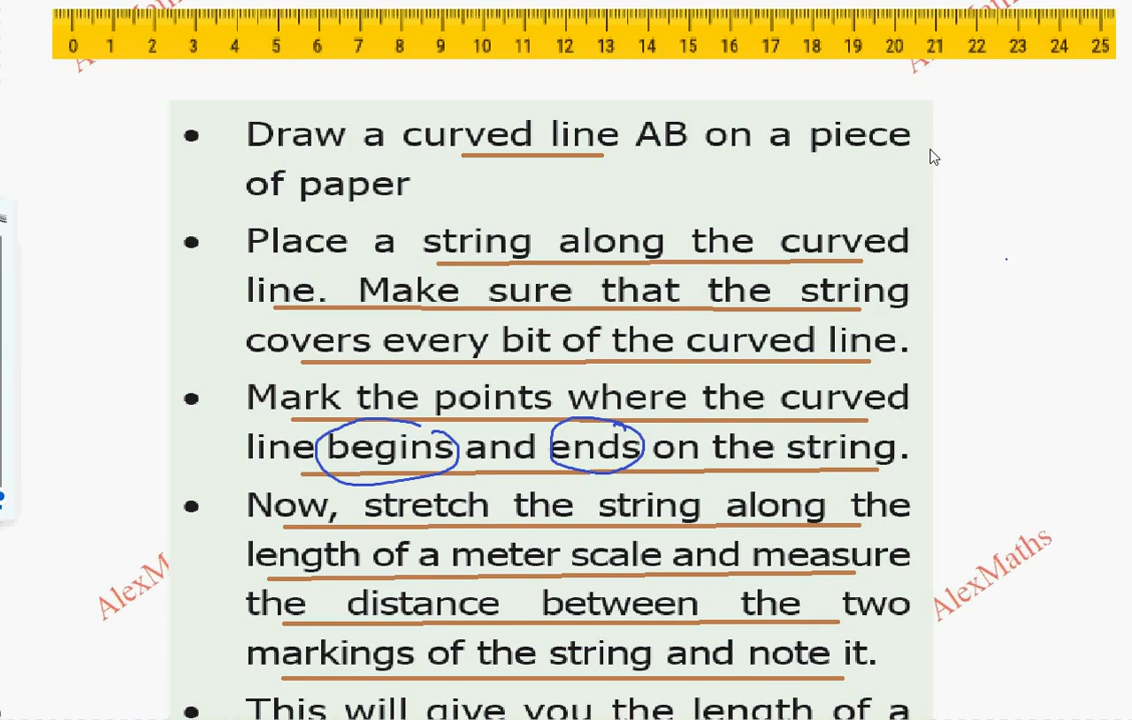 0 1 2 3 4 5 6 7 8 9 10 11 12 13 14 15 16 17 18 19 20 21 22 23 24 25
• Draw a curved line AB on a piece
of paper
• Place a string along the curved
line. Make sure that the string
covers every bit of the curved line.
• Mark the points where the curved
line begins and ends on the string.
• Now, stretch the string along the
length of a meter scale and measure
the distance between the two
markings of the string and note it.
AlexM
AlexMaths
• This will give you the length of a